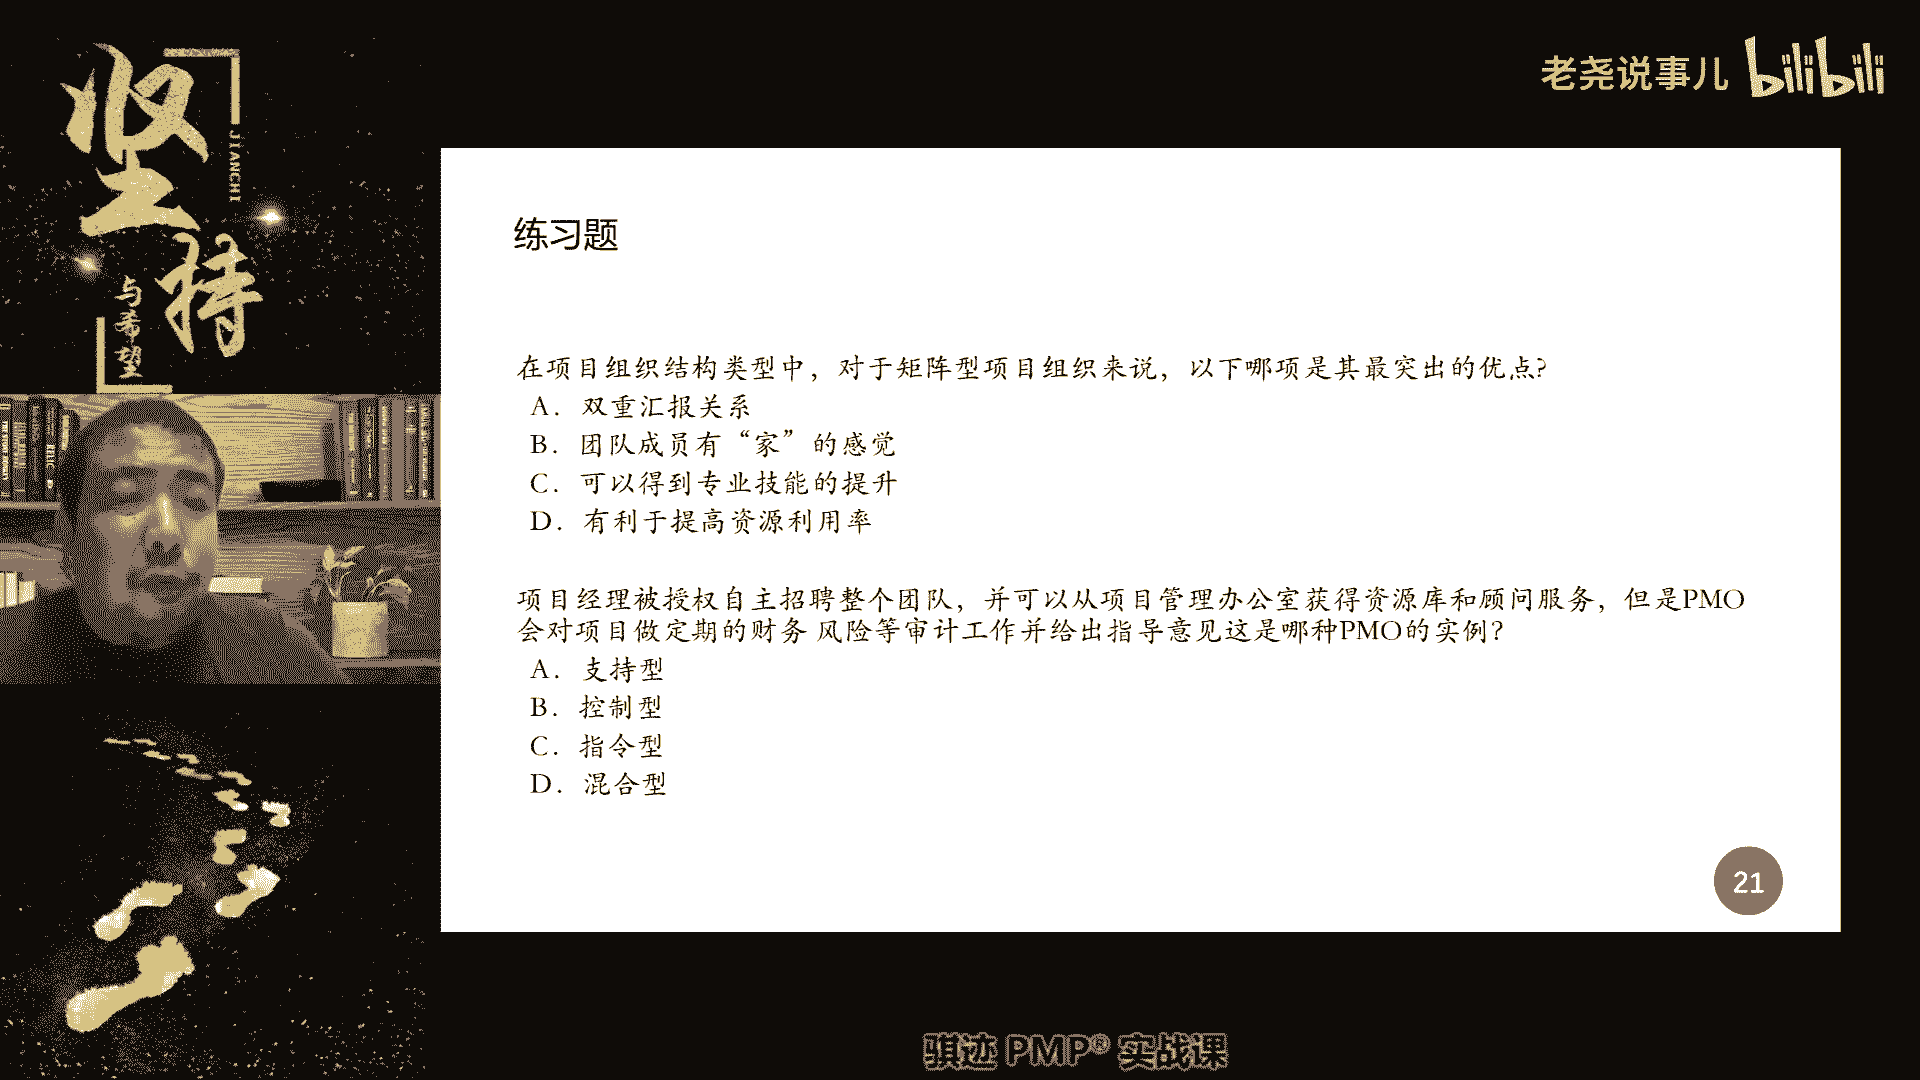 坚持
JIANCHI
与希望
老尧说事儿 bilibili
练习题
在项目组织结构类型中，对于矩阵型项目组织来说，以下哪项是其最突出的优点?
A. 双重汇报关系
B. 团队成员有“家”的感觉
C. 可以得到专业技能的提升
D. 有利于提高资源利用率
项目经理被授权自主招聘整个团队，并可以从项目管理办公室获得资源库和顾问服务，但是PMO
会对项目做定期的财务 风险等审计工作并给出指导意见这是哪种PMO的实例?
A. 支持型
B. 控制型
C. 指令型
D. 混合型
21
骐迹 PMP® 实战课